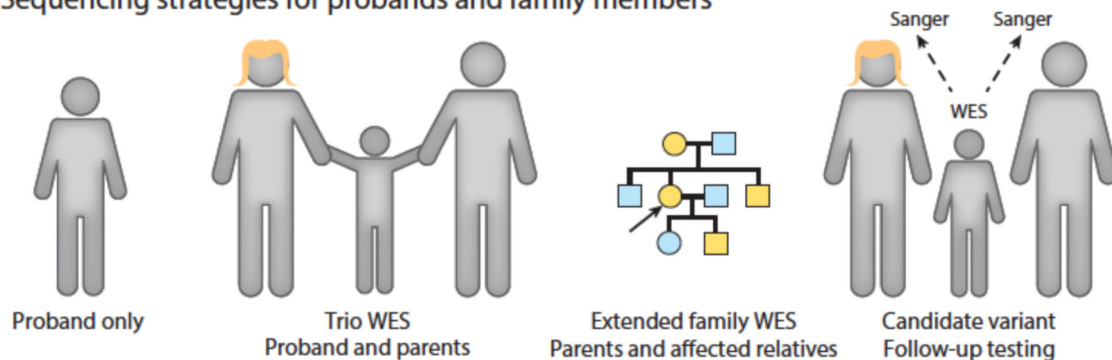 Sequencing strategies for probands and family members
Sanger Sanger
WES
Proband only
Trio WES
Proband and parents
Extended family WES
Parents and affected relatives
Candidate variant
Follow-up testing